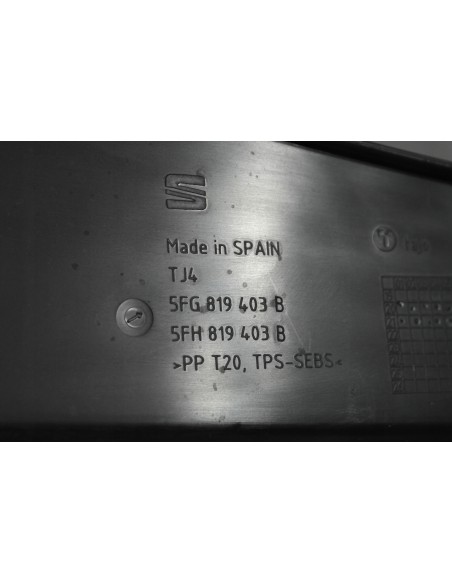 Made in SPAIN
TJ4
5FG 819 403 B
5FH 819 403 B
>PP T20, TPS-SEBS<